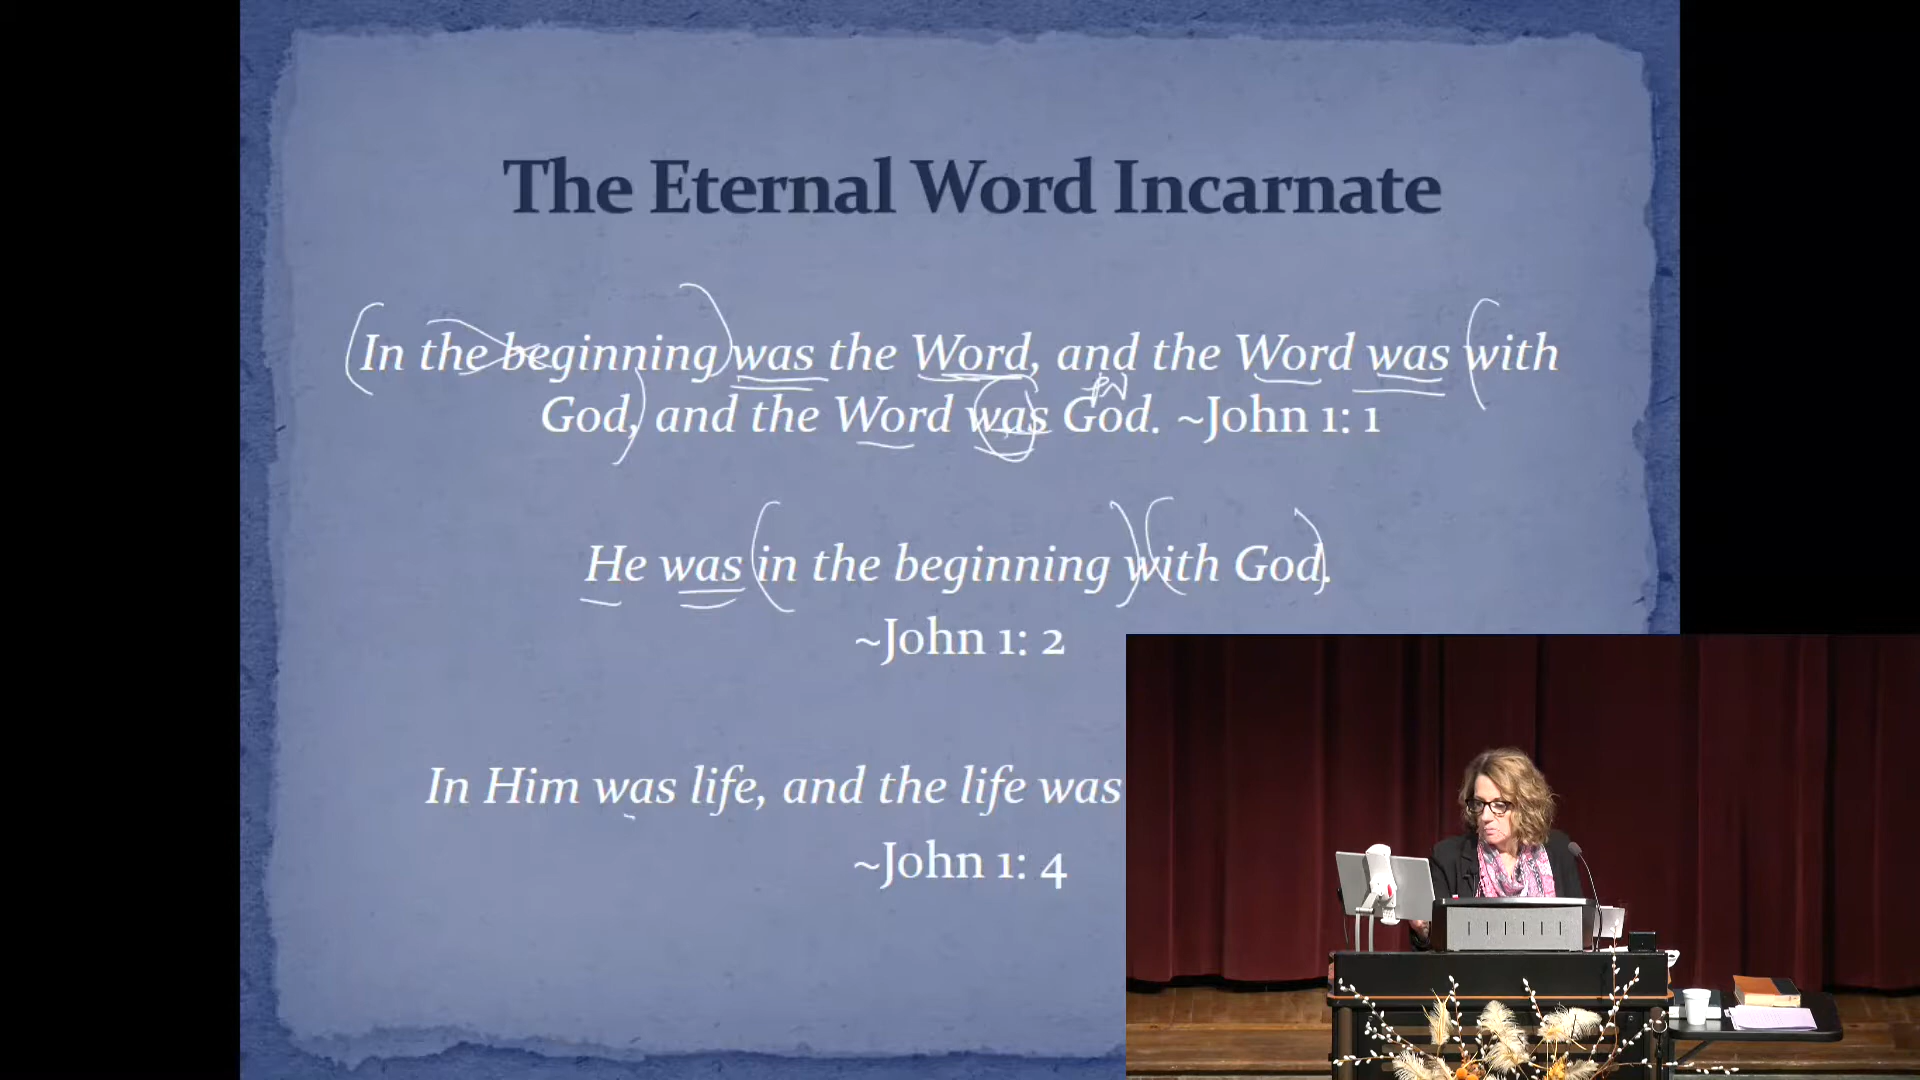 The Eternal Word Incarnate
In the beginning was the Word, and the Word was with
God, and the Word was God. ~John 1: 1
PN
He was in the beginning with God.
~John 1: 2
In Him was life, and the life was
~John 1: 4